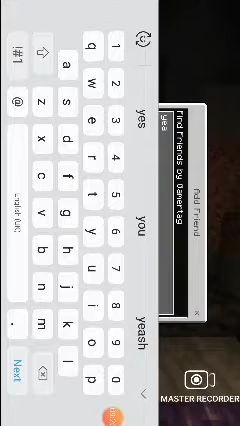 Add Friend
x
Find Friends by Gamertag
yea
yes you yeash
1 2 3 4 5 6 7 8 9 0
q w e r t y u i o p
a s d f g h j k l
z x c v b n m
!#1 @ English (UK) . Next
MASTER RECORDER